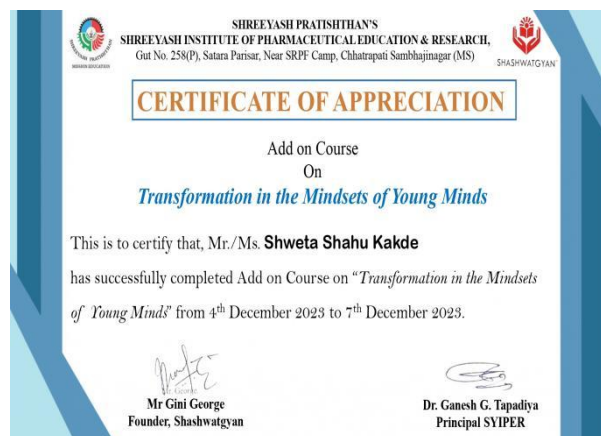 SHREEYASH PRATISHTHAN'S
SHREEYASH INSTITUTE OF PHARMACEUTICAL EDUCATION & RESEARCH,
Gut No. 258(P), Satara Parisar, Near SRPF Camp, Chhatrapati Sambhajinagar (MS)
SHASHWATGYAN
CERTIFICATE OF APPRECIATION
Add on Course
On
Transformation in the Mindsets of Young Minds
This is to certify that, Mr./Ms. Shweta Shahu Kakde
has successfully completed Add on Course on “Transformation in the Mindsets
of Young Minds” from 4th December 2023 to 7th December 2023.
Mr Gini George
Founder, Shashwatgyan
Dr. Ganesh G. Tapadiya
Principal SYIPER